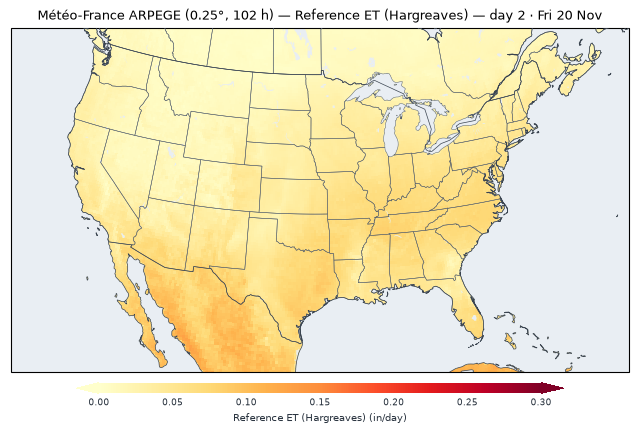 Météo-France ARPEGE (0.25°, 102 h) — Reference ET (Hargreaves) — day 2 · Fri 20 Nov
0.00 0.05 0.10 0.15 0.20 0.25 0.30
Reference ET (Hargreaves) (in/day)